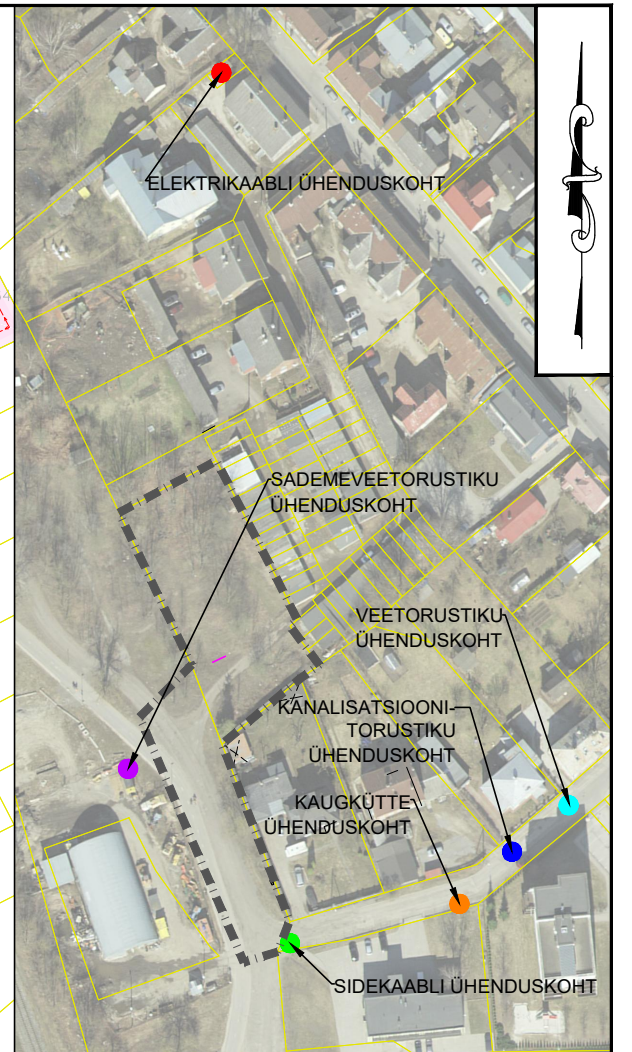 ELEKTRIKAABLI ÜHENDUSKOHT
SADEMEVEETORUSTIKU
ÜHENDUSKOHT
VEETORUSTIKU
ÜHENDUSKOHT
KANALISATSIOONI-
TORUSTIKU
ÜHENDUSKOHT
KAUGKÜTTE
ÜHENDUSKOHT
SIDEKAABLI ÜHENDUSKOHT